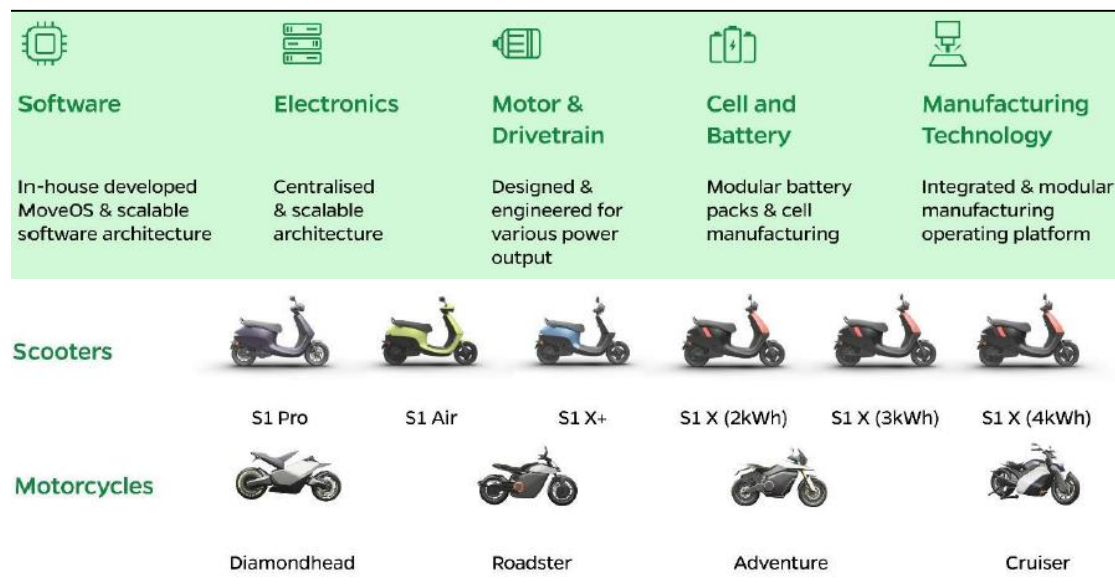 Software
Electronics
Motor &
Drivetrain
Cell and
Battery
Manufacturing
Technology
In-house developed
MoveOS & scalable
software architecture
Centralised
& scalable
architecture
Designed &
engineered for
various power
output
Modular battery
packs & cell
manufacturing
Integrated & modular
manufacturing
operating platform
Scooters
S1 Pro
S1 Air
S1 X+
S1 X (2kWh)
S1 X (3kWh)
S1 X (4kWh)
Motorcycles
Diamondhead
Roadster
Adventure
Cruiser